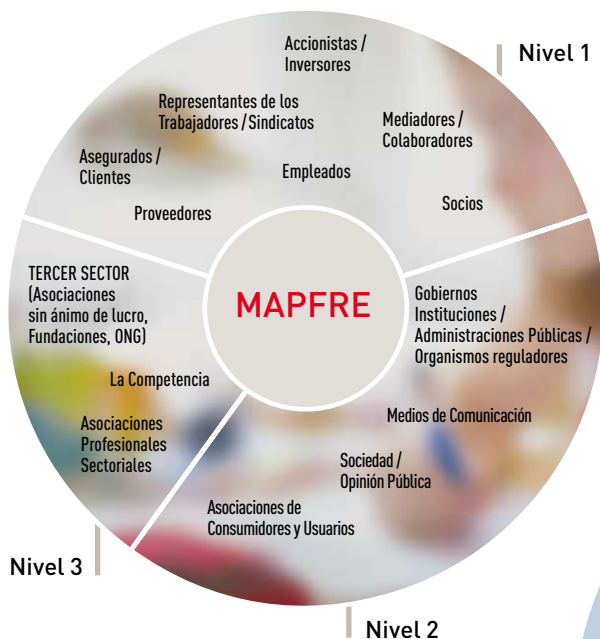 Nivel 1
Accionistas /
Inversores
Representantes de los
Trabajadores / Sindicatos
Mediadores /
Colaboradores
Asegurados /
Clientes
Empleados
Proveedores
Socios
MAPFRE
TERCER SECTOR
(Asociaciones
sin ánimo de lucro,
Fundaciones, ONG)
La Competencia
Asociaciones
Profesionales
Sectoriales
Nivel 3
Gobiernos
Instituciones /
Administraciones Públicas /
Organismos reguladores
Medios de Comunicación
Sociedad /
Opinión Pública
Asociaciones de
Consumidores y Usuarios
Nivel 2